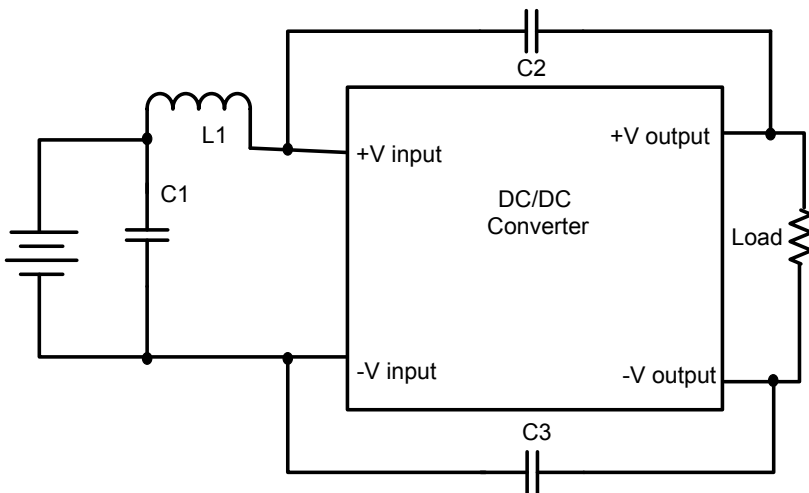 C2
L1
+V input
+V output
C1
DC/DC
Converter
Load
-V input
-V output
C3